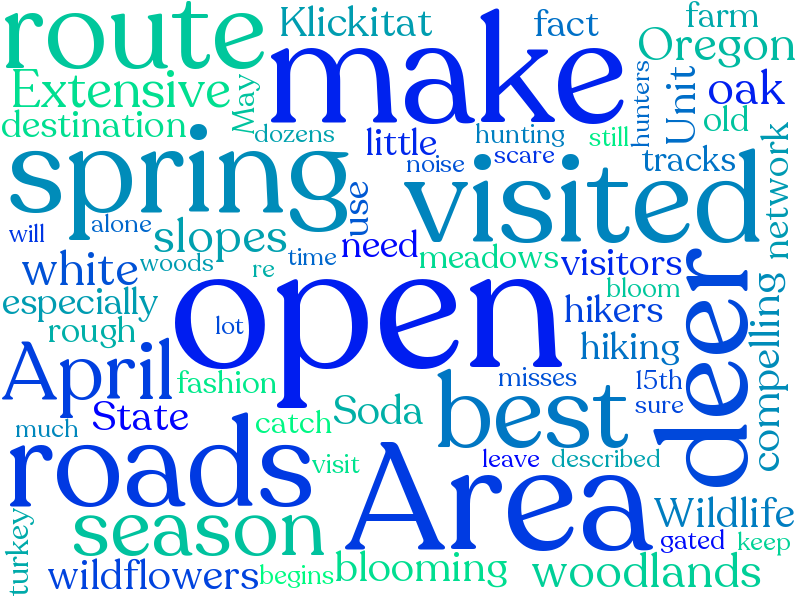 route
Klickitat
fact
farm
Oregon
make
Extensive
May
hunters
Unit
oak
destination
dozens
little
hunting
still
old
network
spring
noise
scare
tracks
visited
use
alone
will
slopes
need
meadows
visitors
deer
white
woods
re
time
open
bloom
compelling
especially
lot
hikers
rough
hiking
April
fashion
misses
15th
State
catch
Soda
best
sure
much
roads
visit
Area
leave
described
turkey
season
Wildlife
gated
keep
wildflowers
begins
blooming
woodlands